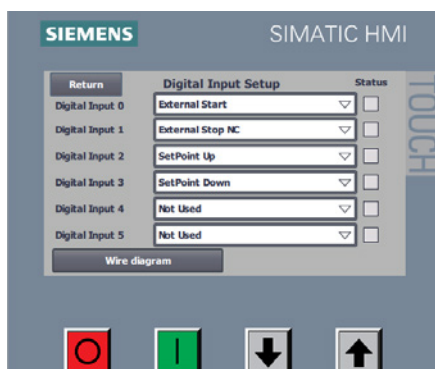 SIEMENS
SIMATIC HMI
TOUCH
Return
Digital Input Setup
Status
Digital Input 0
External Start
Digital Input 1
External Stop NC
Digital Input 2
SetPoint Up
Digital Input 3
SetPoint Down
Digital Input 4
Not Used
Digital Input 5
Not Used
Wire diagram